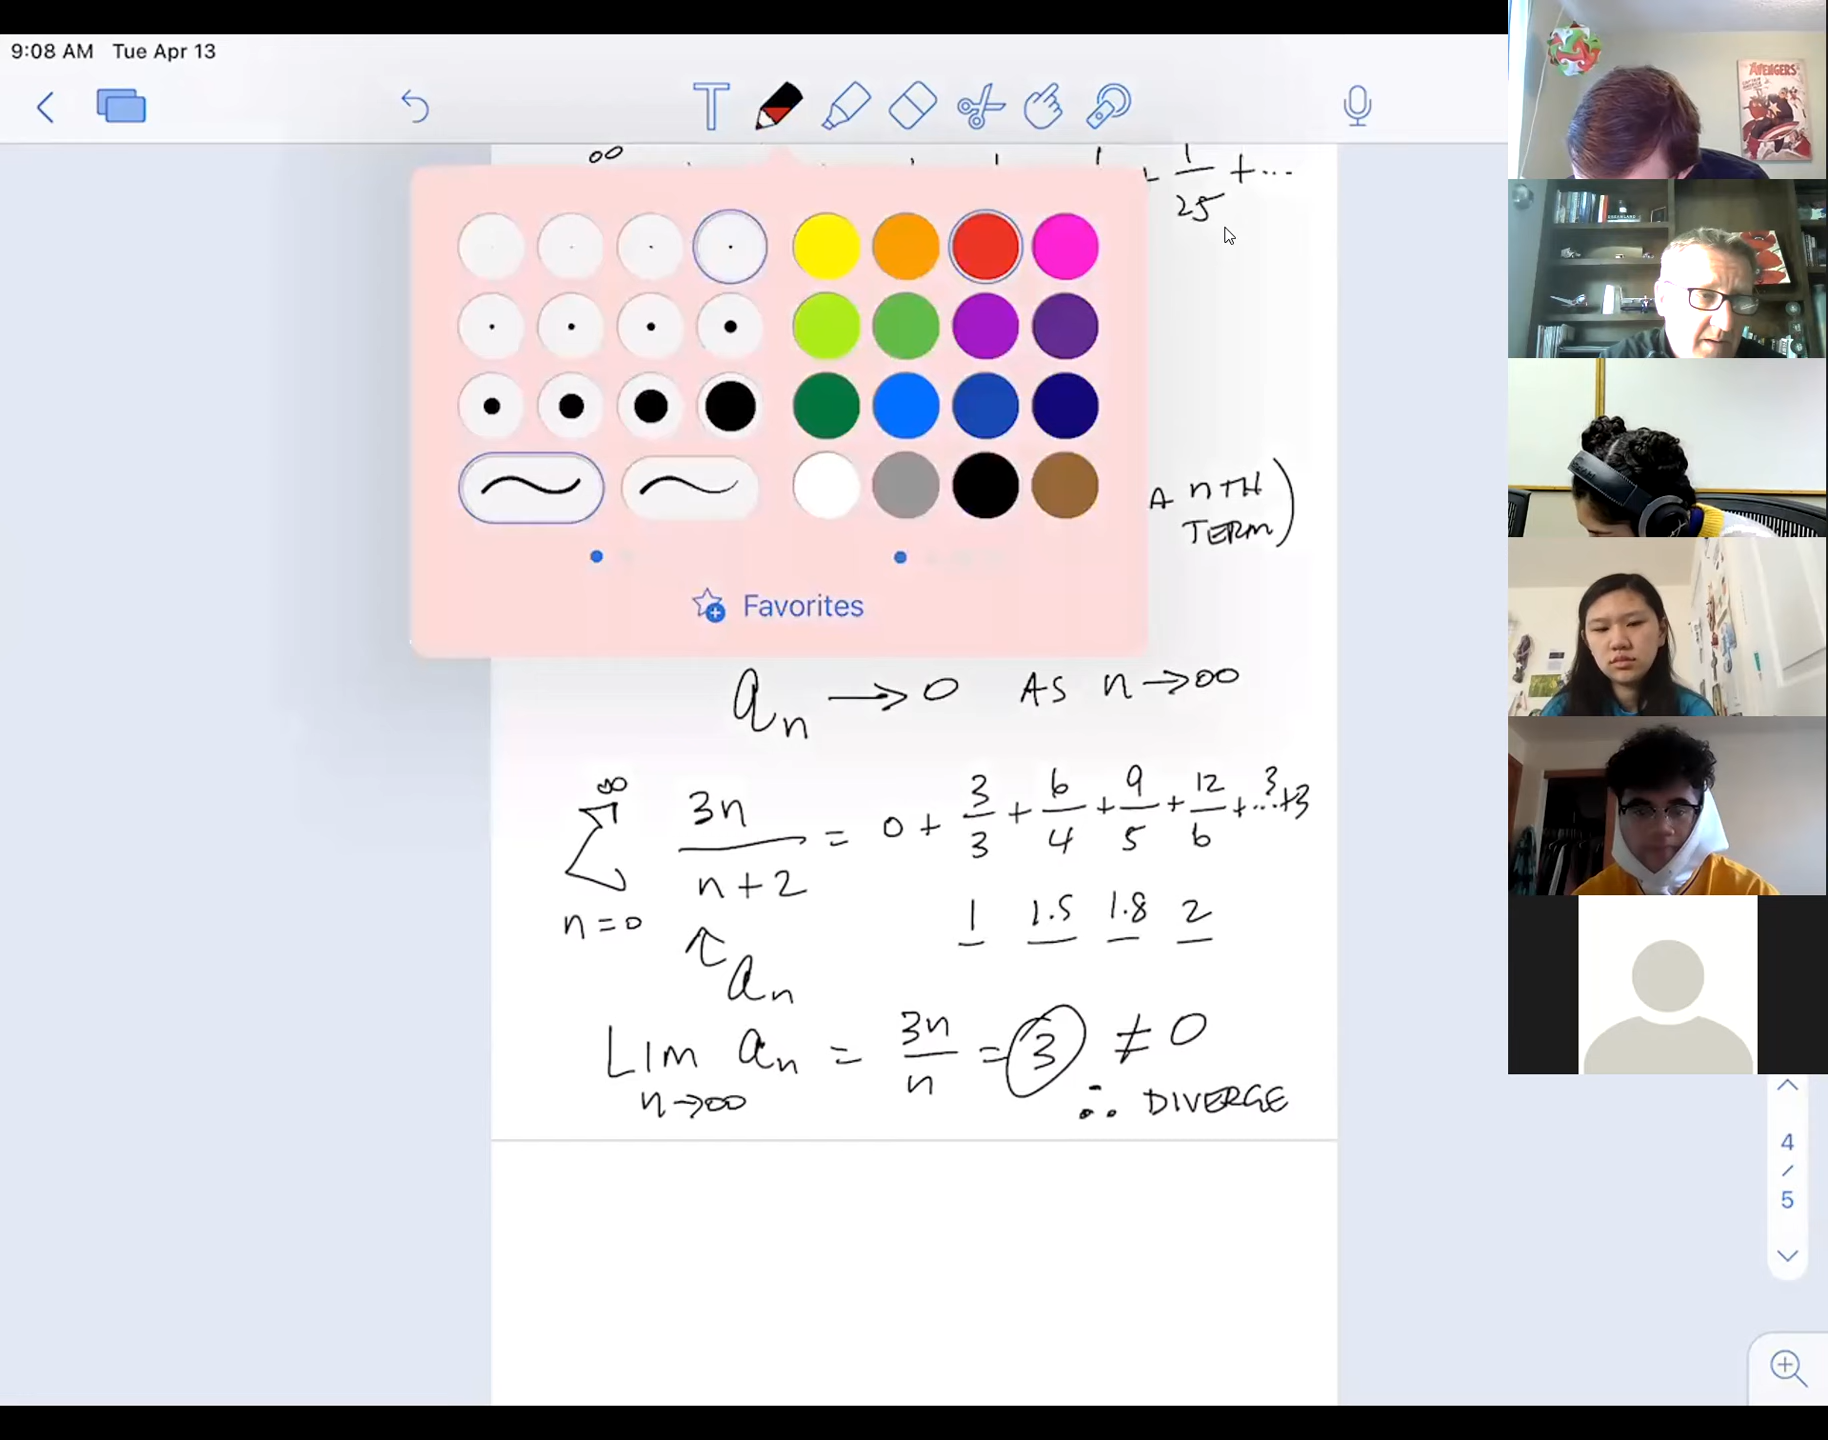 9:08 AM Tue Apr 13
AVENGERS
∞
1/25 + ...
A nTH
TERM)
Favorites
a_n → 0 AS n → ∞
∞
Σ 3n/(n+2) = 0 + 3/3 + 6/4 + 9/5 + 12/6 + ...3+3
n=0
1 1.5 1.8 2
↖ a_n
LIM a_n = 3n/n = 3 ≠ 0
n→∞
∴ DIVERGE
4
/
5